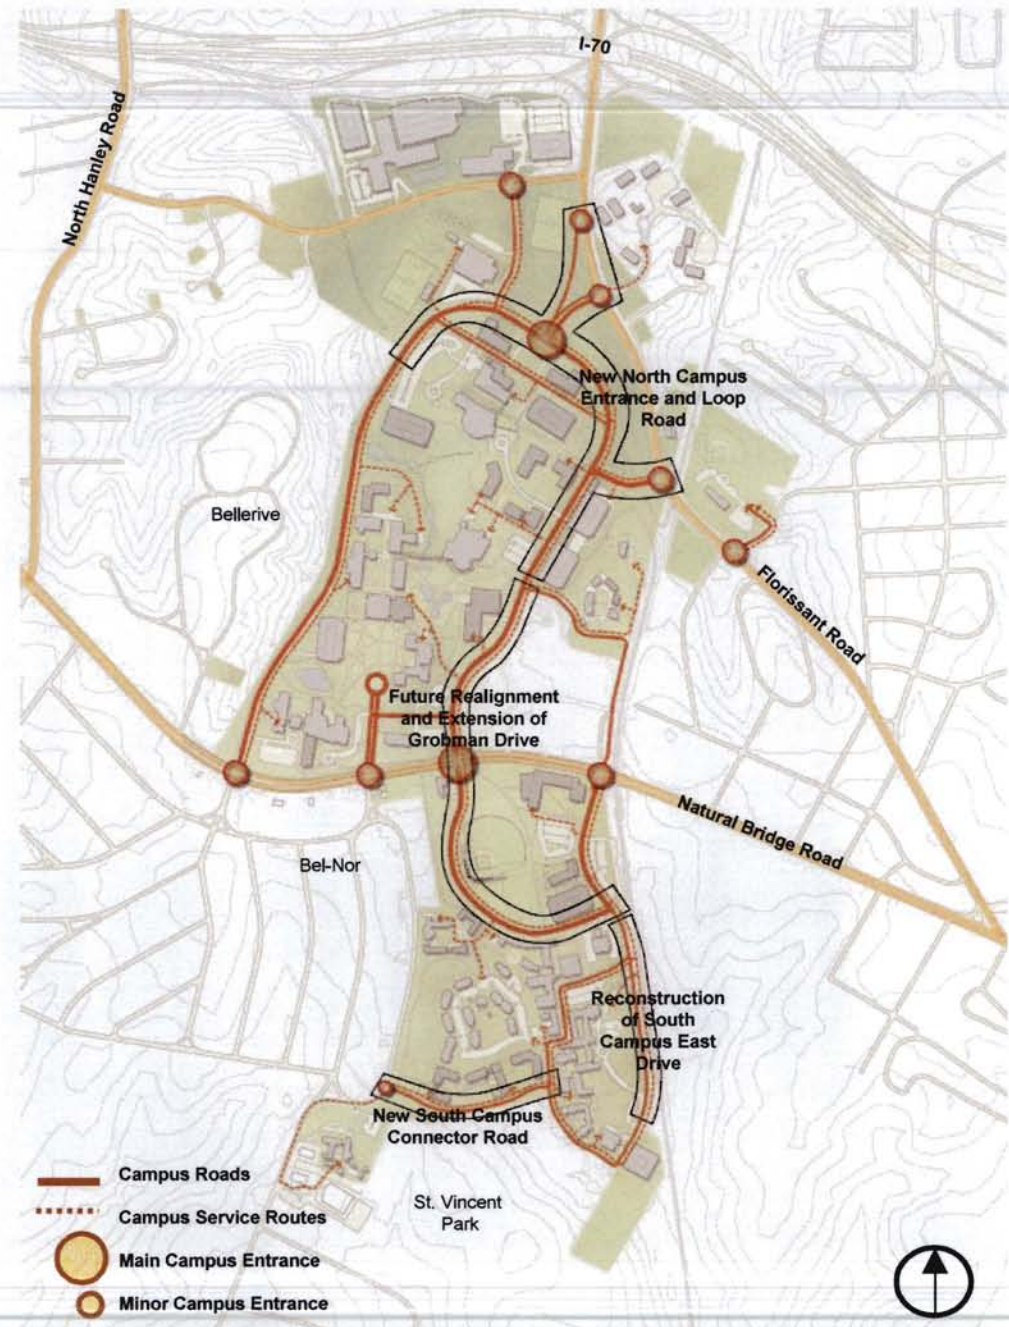 I-70
North Hanley Road
New North Campus
Entrance and Loop
Road
Bellerive
Florissant Road
Future Realignment
and Extension of
Grobman Drive
Natural Bridge Road
Bel-Nor
Reconstruction
of South
Campus East
Drive
New South Campus
Connector Road
St. Vincent
Park
Campus Roads
Campus Service Routes
Main Campus Entrance
Minor Campus Entrance